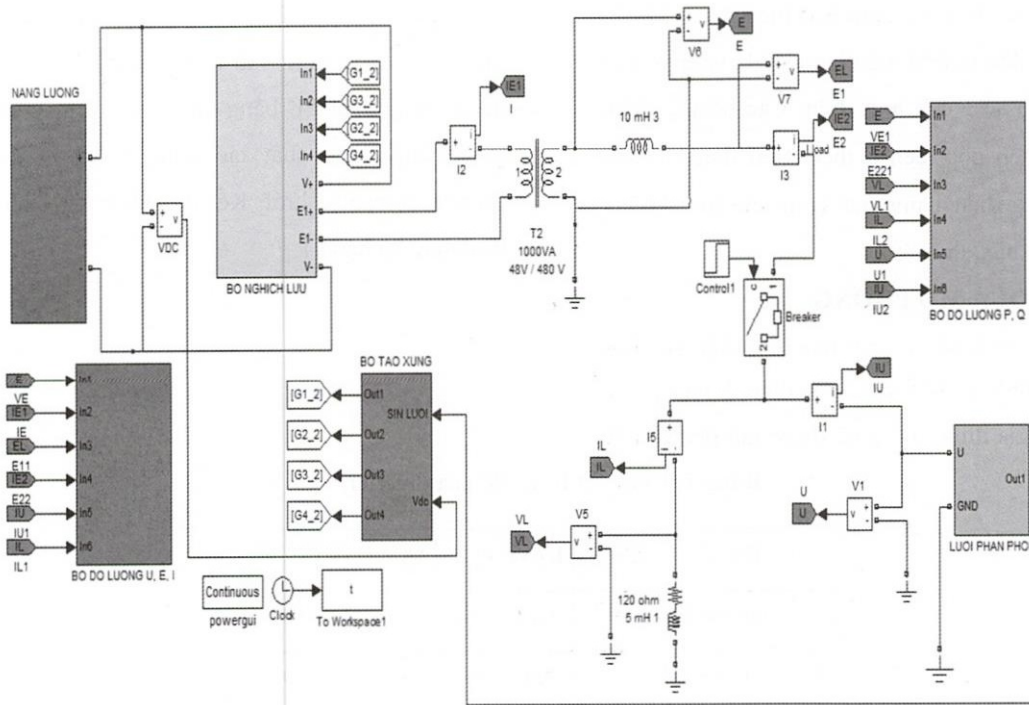 NANG LUONG
+
-
VDC
In1
In2
In3
In4
V+
E1+
E1-
V-
BO NGHICH LUU
[G1_2]
[G3_2]
[G2_2]
[G4_2]
IE1
I
I2
1
2
T2
1000VA
48V / 480 V
10 mH 3
V6
E
E
V7
EL
E1
IE2
E2
Load
I3
E
VE1
IE2
E221
VL
VL1
IL
IL2
U
U1
IU
IU2
In1
In2
In3
In4
In5
In6
BO DO LUONG P, Q
Control1
c
1
2
Breaker
E
VE
IE1
IE
EL
E11
IE2
E22
IU
IU1
IL
IL1
In1
In2
In3
In4
In5
In6
BO DO LUONG U, E, I
BO TAO XUNG
Out1
Out2
Out3
Out4
SIN LUOI
Vdc
[G1_2]
[G2_2]
[G3_2]
[G4_2]
Continuous
powergui
Clock
t
To Workspace1
I5
IL
IL
I1
IU
IU
VL
VL
V5
120 ohm
5 mH 1
U
U
V1
U
Out1
GND
LUOI PHAN PHO